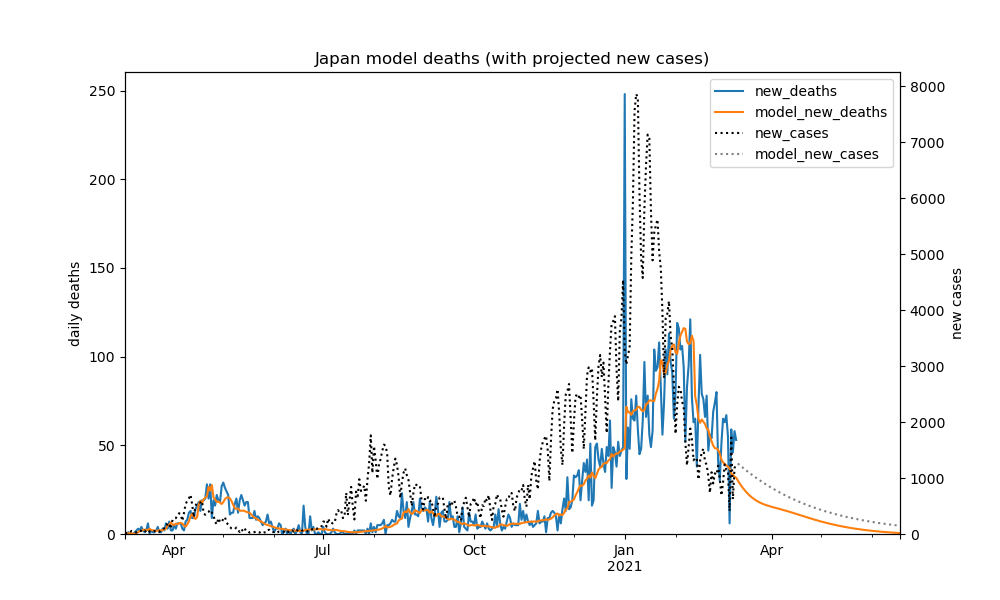 Japan model deaths (with projected new cases)
new_deaths
model_new_deaths
new_cases
model_new_cases
daily deaths
new cases
250
200
150
100
50
0
8000
7000
6000
5000
4000
3000
2000
1000
0
Apr Jul Oct Jan Apr
2021